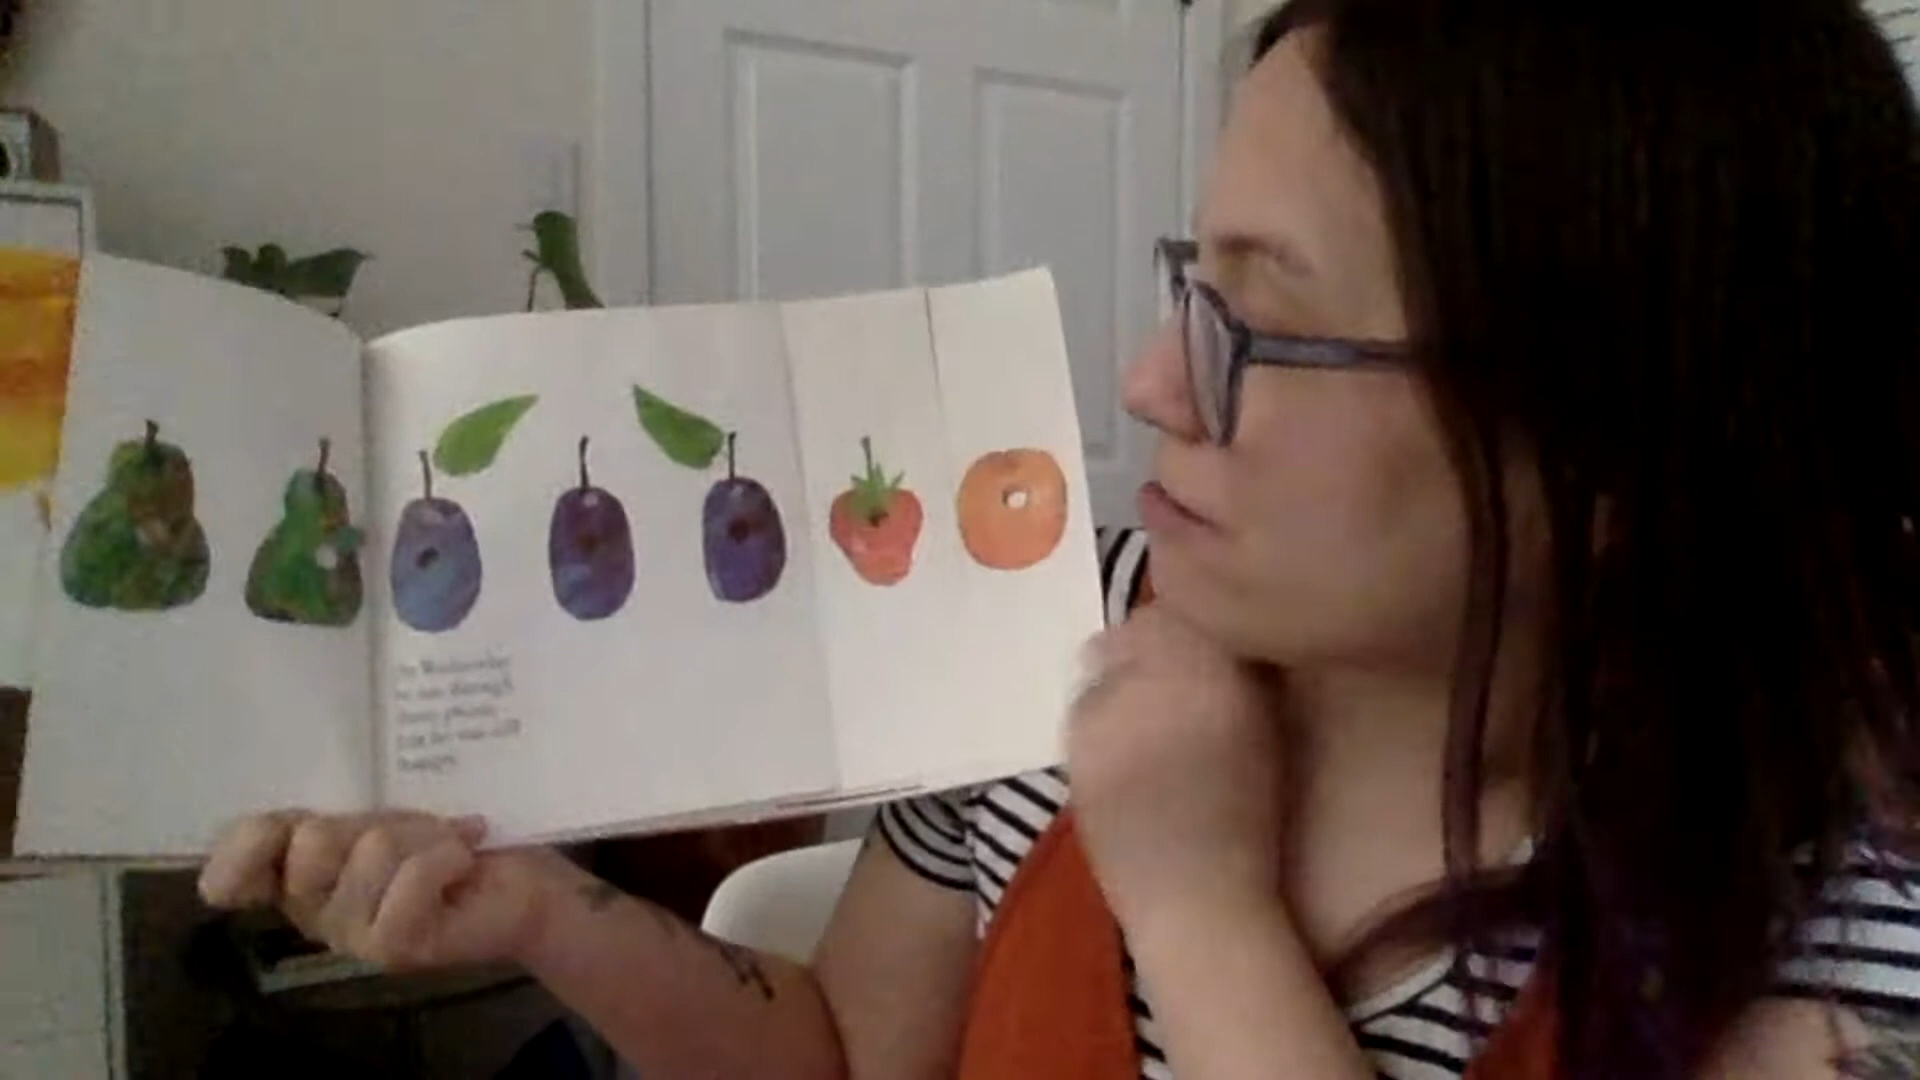 On Wednesday
he ate through
three plums,
but he was still
hungry.